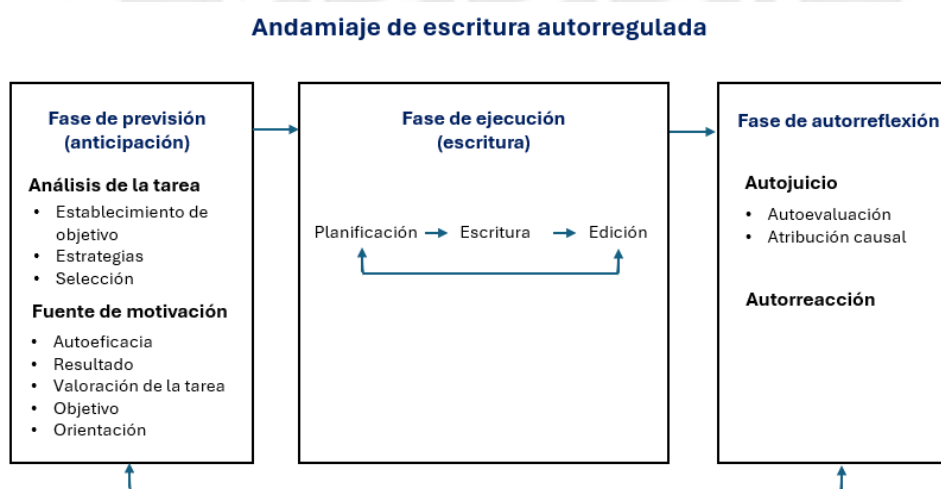 Andamiaje de escritura autorregulada
Fase de previsión
(anticipación)
Análisis de la tarea
• Establecimiento de
objetivo
• Estrategias
• Selección
Fuente de motivación
• Autoeficacia
• Resultado
• Valoración de la tarea
• Objetivo
• Orientación
Fase de ejecución
(escritura)
Planificación Escritura Edición
Fase de autorreflexión
Autojuicio
• Autoevaluación
• Atribución causal
Autorreacción